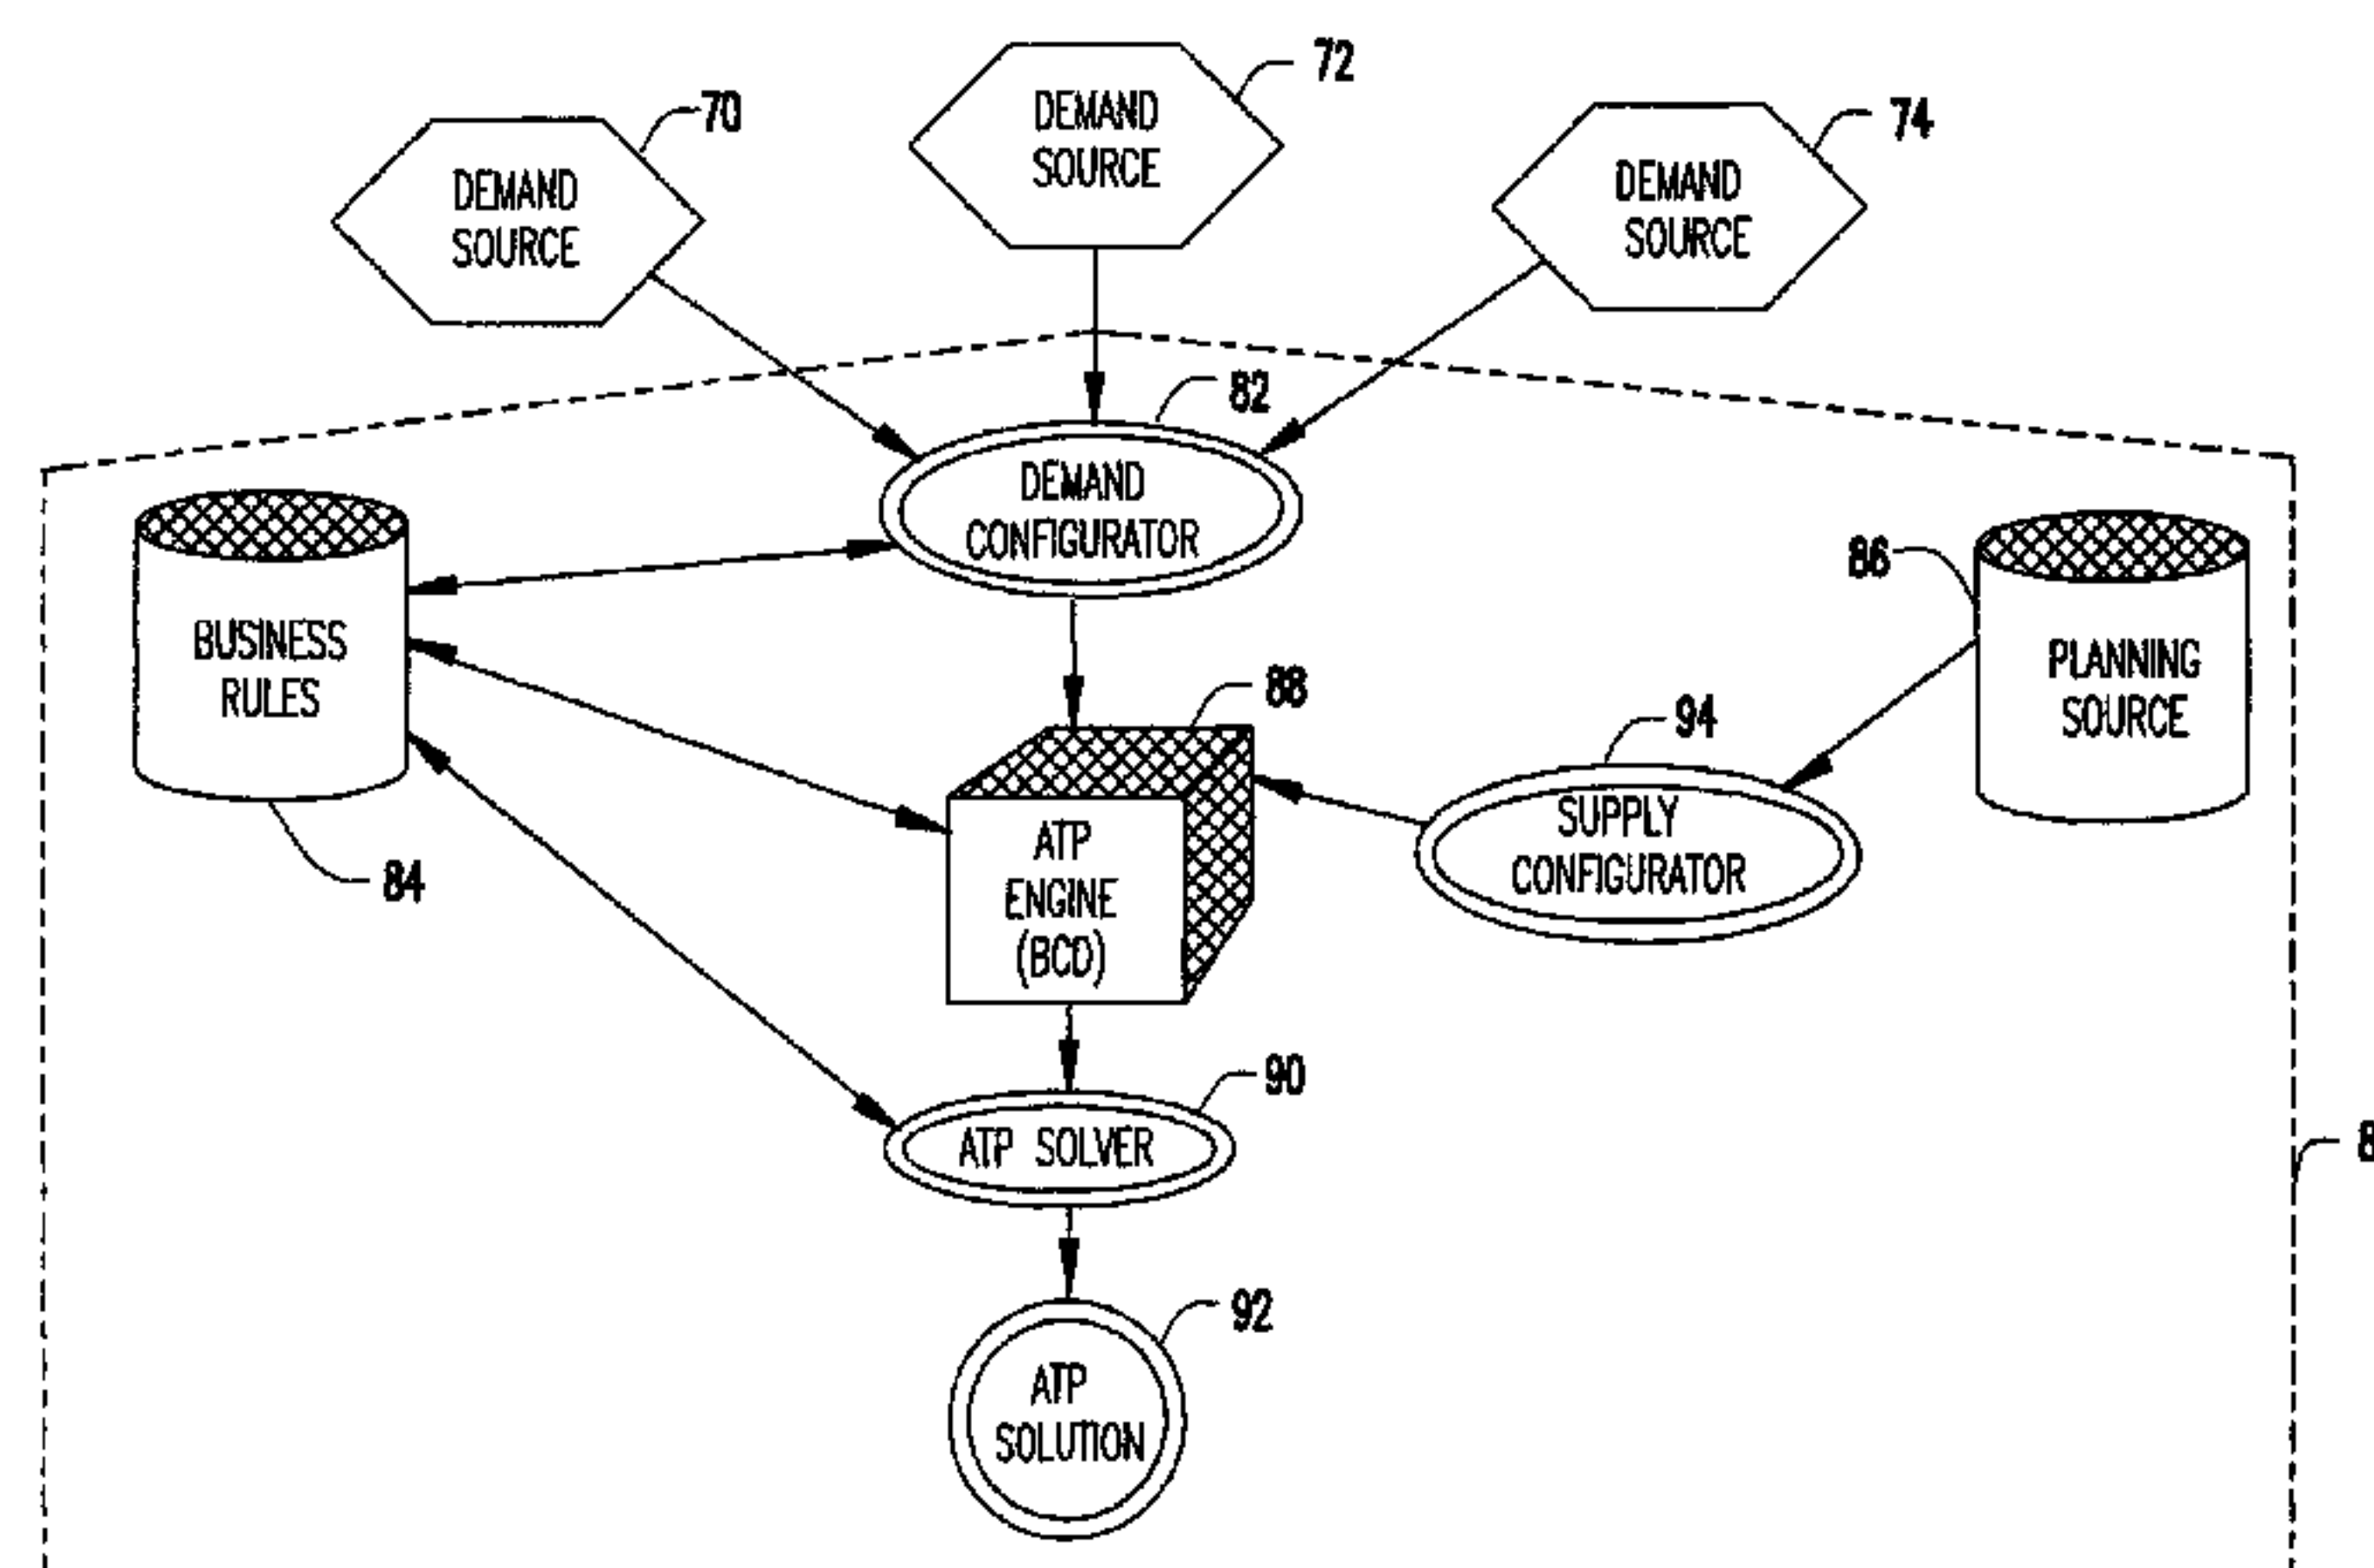 72
70
74
DEMAND
SOURCE
DEMAND
SOURCE
DEMAND
SOURCE
82
DEMAND
CONFIGURATOR
86
BUSINESS
RULES
PLANNING
SOURCE
88
94
84
ATP
ENGINE
(BCD)
SUPPLY
CONFIGURATOR
90
ATP SOLVER
8
92
ATP
SOLUTION